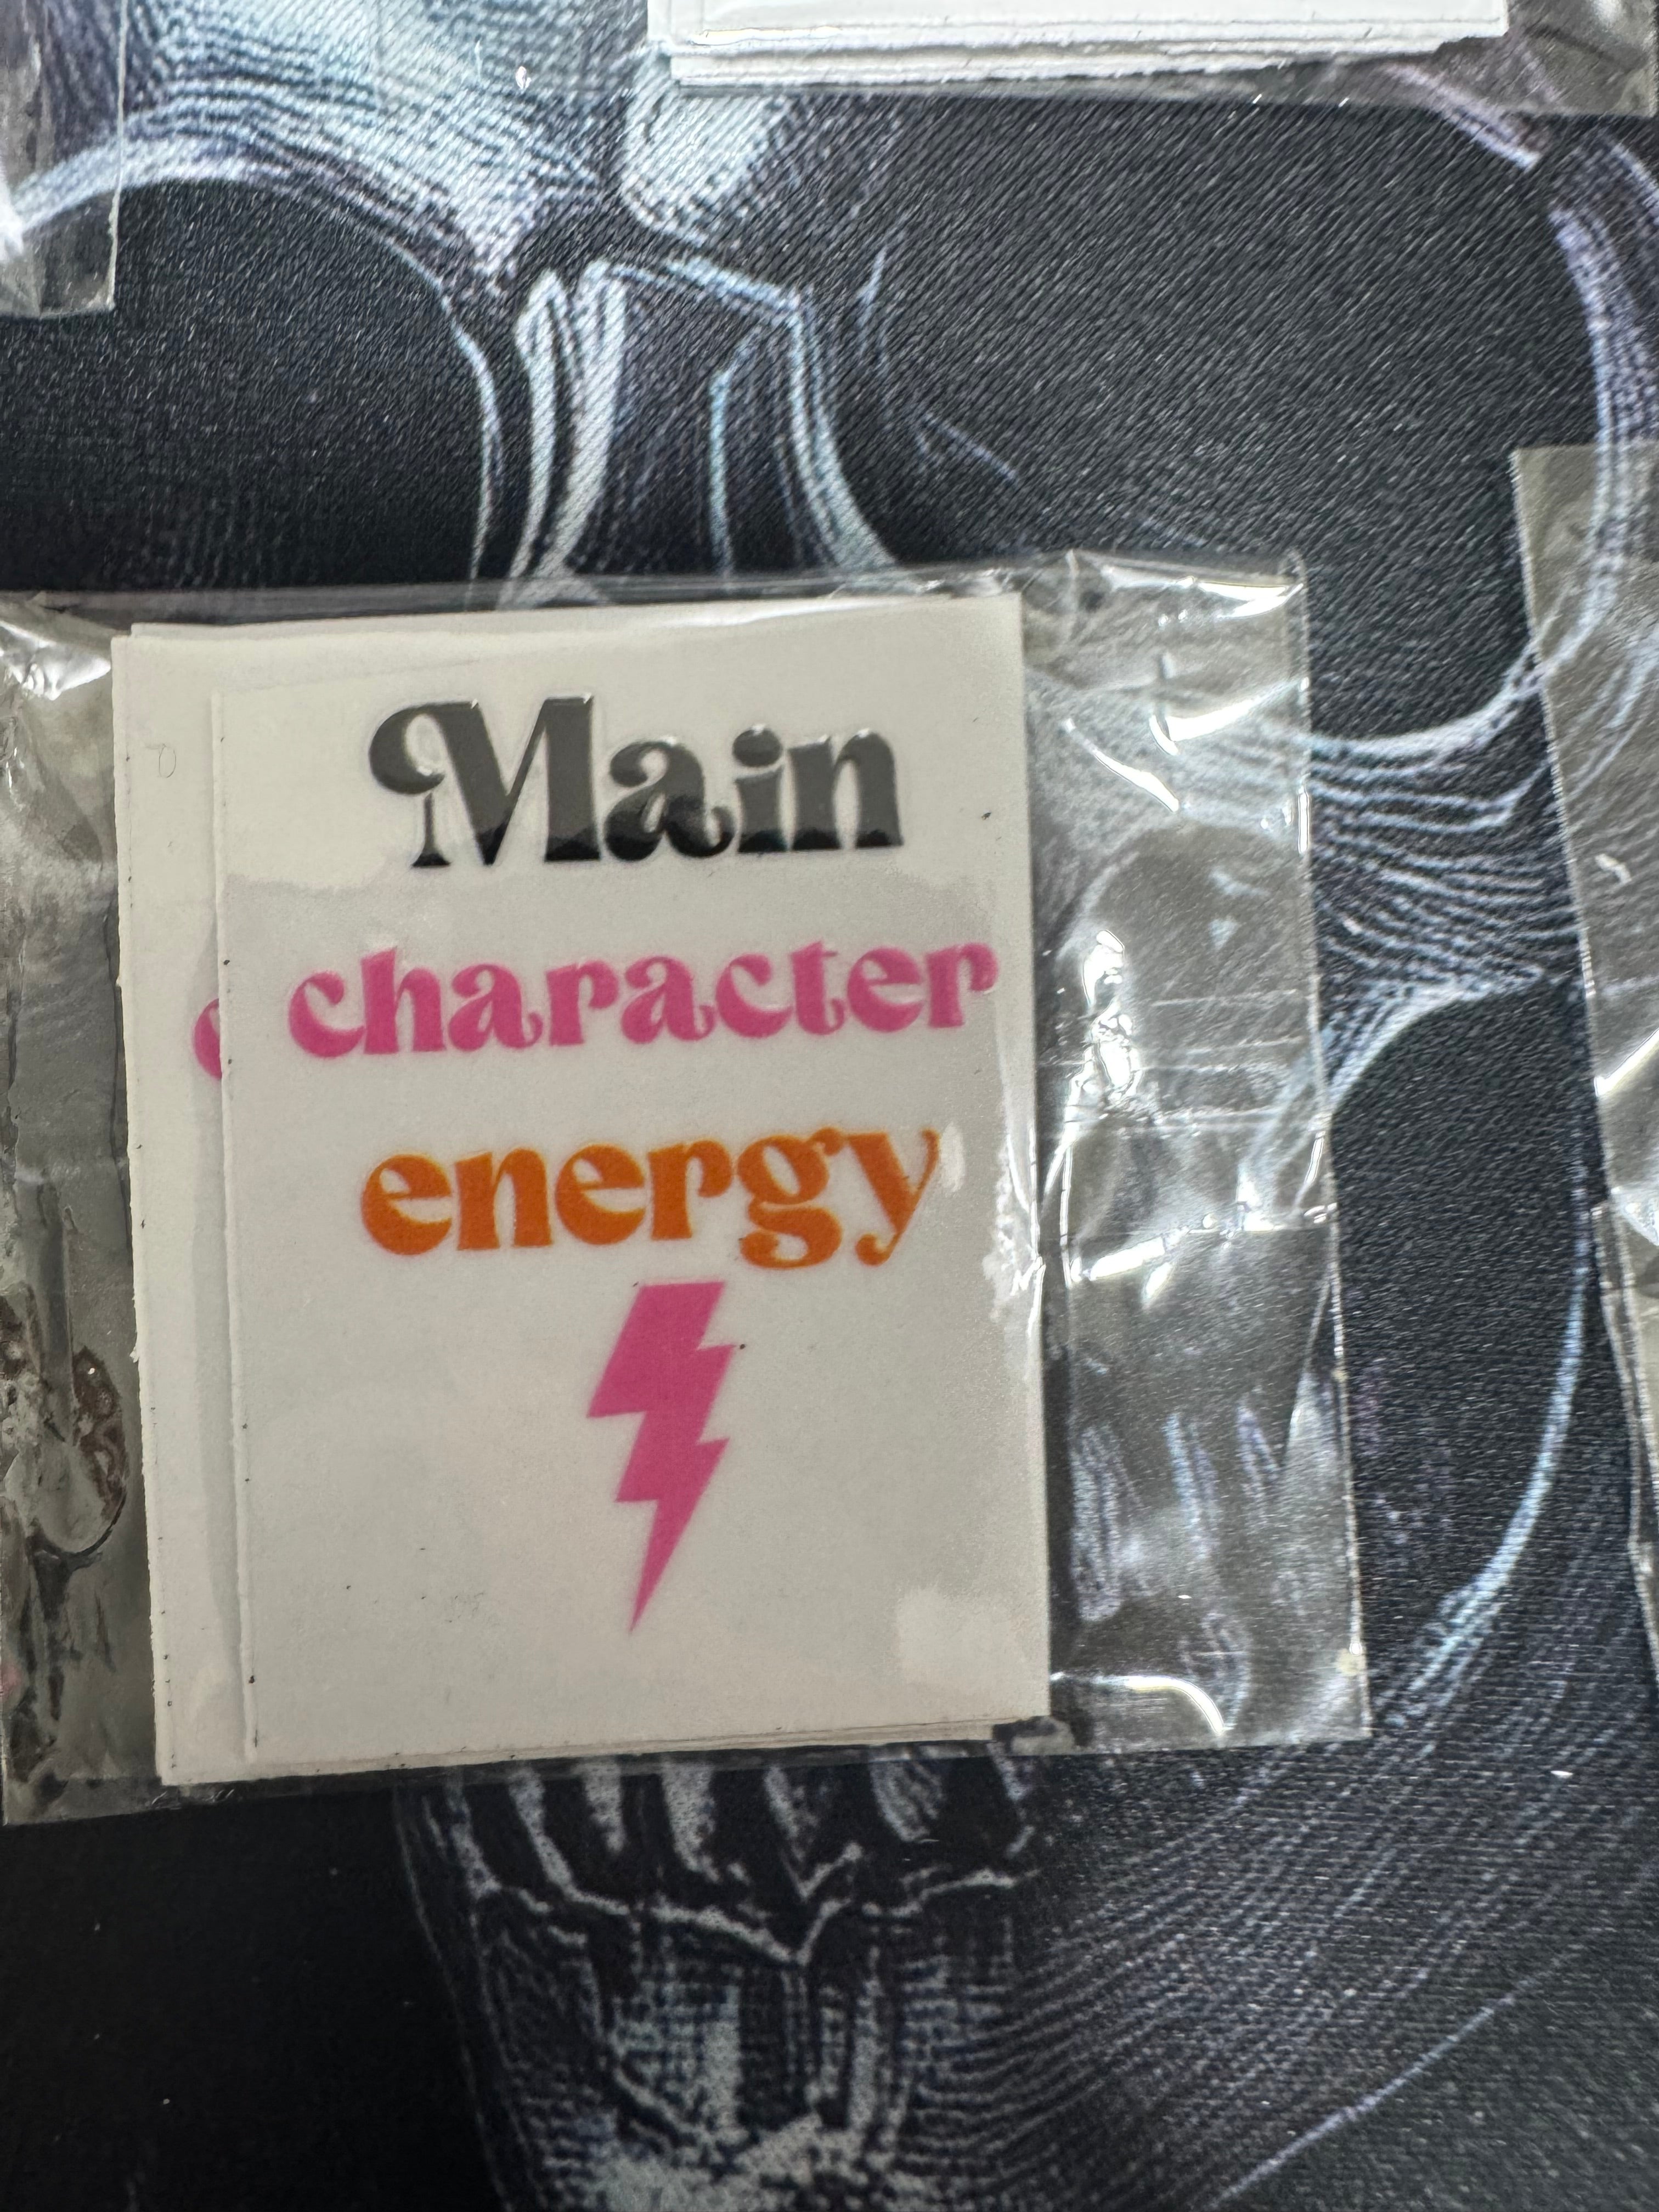 Main
character
energy